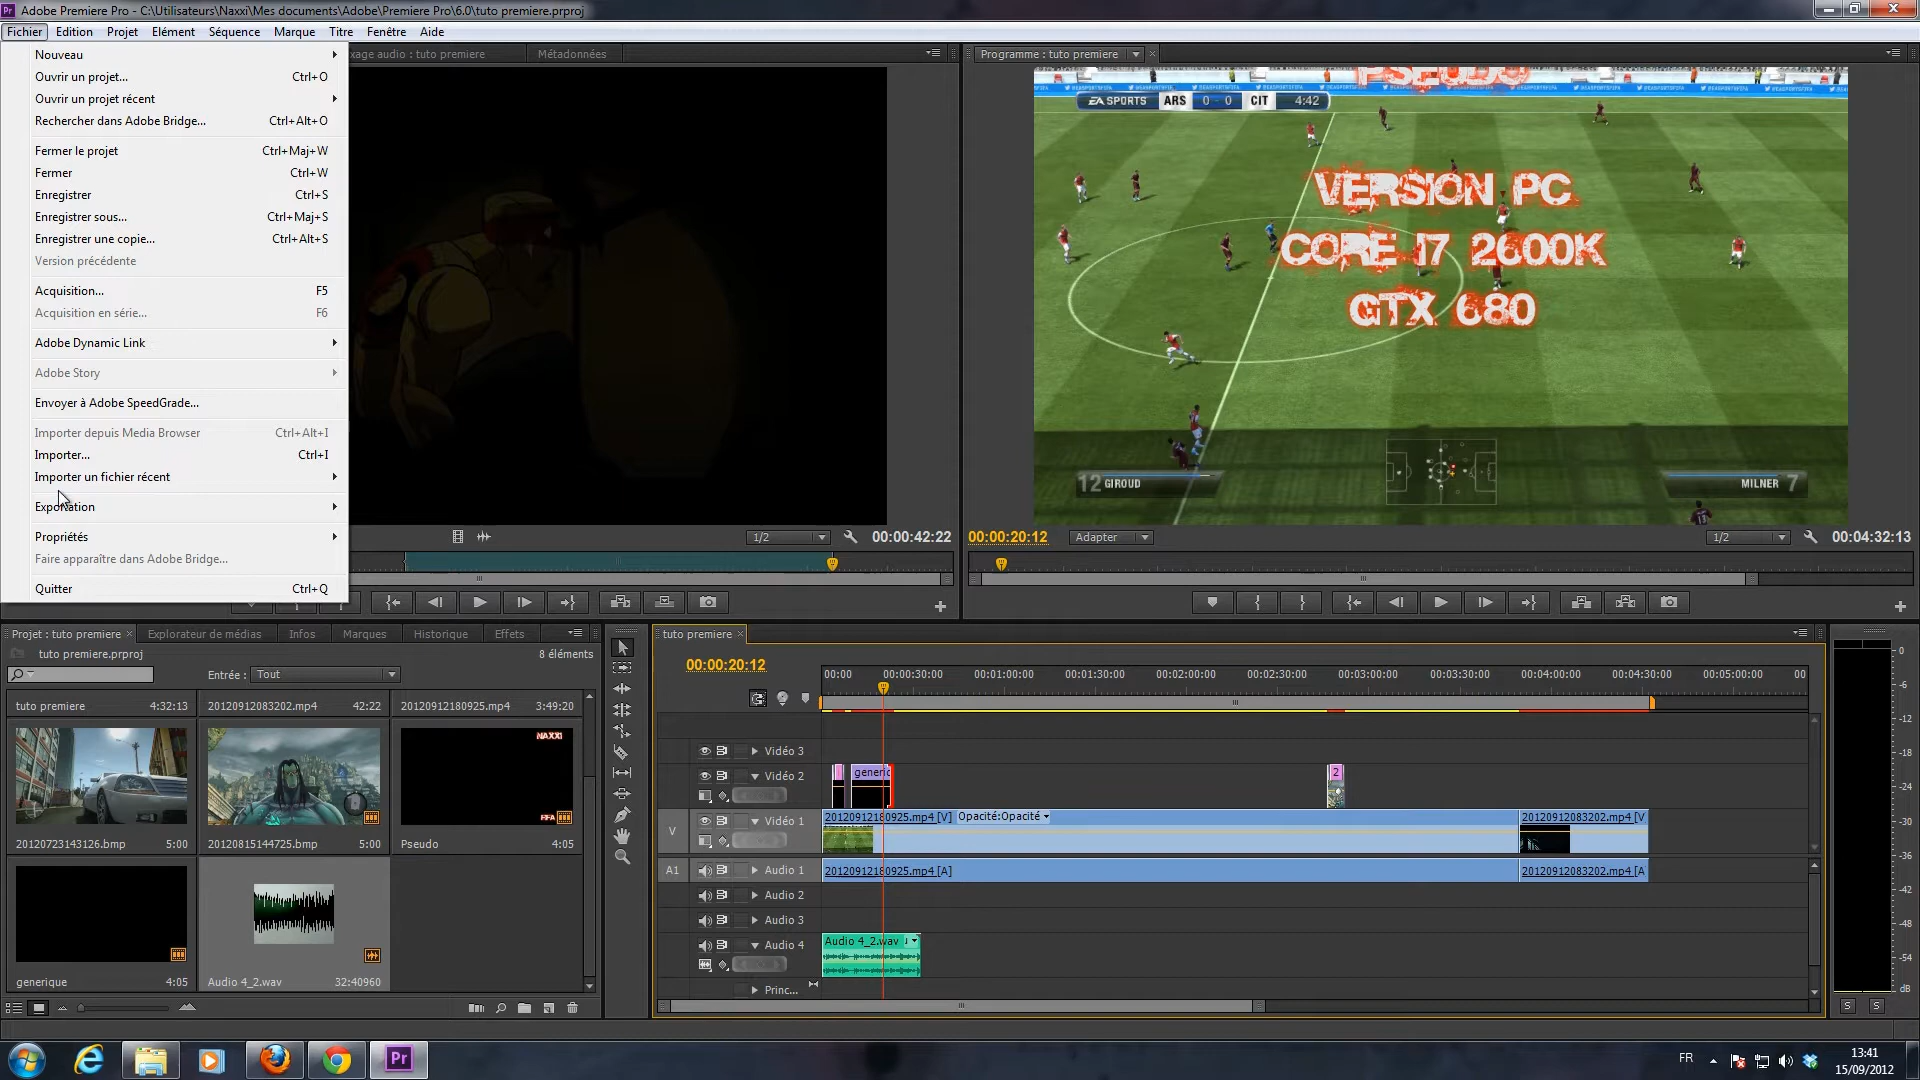 Adobe Premiere Pro - C:\Utilisateurs\Naxxi\Mes documents\Adobe\Premiere Pro\6.0\tuto premiere.prproj
Fichier Edition Projet Elément Séquence Marque Titre Fenêtre Aide
Nouveau
Ouvrir un projet... Ctrl+O
Ouvrir un projet récent
Rechercher dans Adobe Bridge... Ctrl+Alt+O
Fermer le projet Ctrl+Maj+W
Fermer Ctrl+W
Enregistrer Ctrl+S
Enregistrer sous... Ctrl+Maj+S
Enregistrer une copie... Ctrl+Alt+S
Version précédente
Acquisition... F5
Acquisition en série... F6
Adobe Dynamic Link
Adobe Story
Envoyer à Adobe SpeedGrade...
Importer depuis Media Browser Ctrl+Alt+I
Importer... Ctrl+I
Importer un fichier récent
Exportation
Propriétés
Faire apparaître dans Adobe Bridge...
Quitter Ctrl+Q
xage audio : tuto premiere Métadonnées
1/2 00:00:42:22
Programme : tuto premiere
PSEUDO
EA SPORTS ARS 0 - 0 CIT 4:42
VERSION PC
CORE I7 2600K
GTX 680
12 GIROUD MILNER 7
00:00:20:12 Adapter 1/2 00:04:32:13
Projet : tuto premiere Explorateur de médias Infos Marques Historique Effets
tuto premiere.prproj 8 éléments
Entrée : Tout
tuto premiere 4:32:13 20120912083202.mp4 42:22 20120912180925.mp4 3:49:20
NAXXI
FIFA
20120723143126.bmp 5:00 20120815144725.bmp 5:00 Pseudo 4:05
generique 4:05 Audio 4_2.wav 32:40960
tuto premiere
00:00:20:12
00:00 00:00:30:00 00:01:00:00 00:01:30:00 00:02:00:00 00:02:30:00 00:03:00:00 00:03:30:00 00:04:00:00 00:04:30:00 00:05:00:00 00
Vidéo 3
Vidéo 2 generic 2
V Vidéo 1 20120912180925.mp4 [V] Opacité:Opacité 20120912083202.mp4 [V
A1 Audio 1 20120912180925.mp4 [A] 20120912083202.mp4 [A
Audio 2
Audio 3
Audio 4 Audio 4_2.wav
Princ...
0
-6
-12
-18
-24
-30
-36
-42
-48
-54
dB
S S
Pr
FR 13:41
15/09/2012